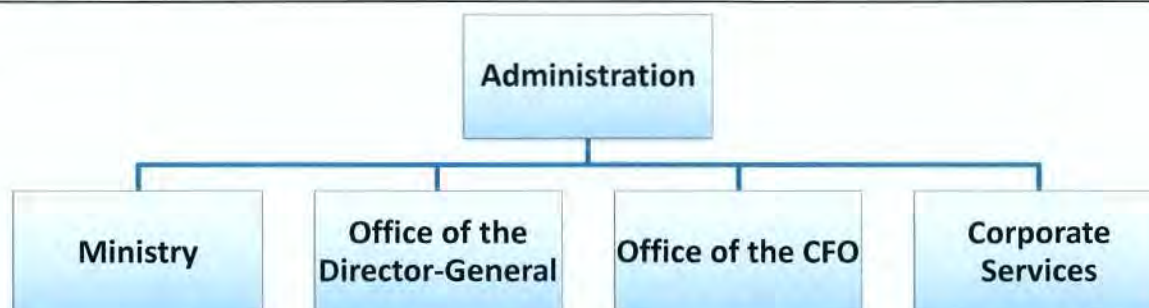 Administration
Ministry
Office of the
Director-General
Office of the CFO
Corporate
Services